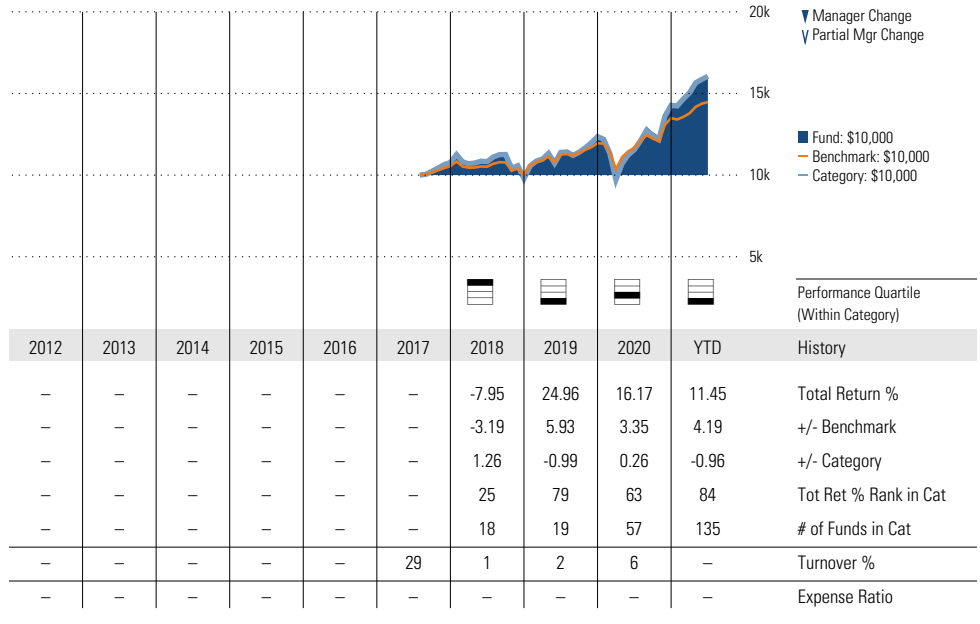 20k
Manager Change
Partial Mgr Change
15k
Fund: $10,000
Benchmark: $10,000
Category: $10,000
10k
5k
Performance Quartile
(Within Category)
2012 2013 2014 2015 2016 2017 2018 2019 2020 YTD History
– – – – – – -7.95 24.96 16.17 11.45 Total Return %
– – – – – – -3.19 5.93 3.35 4.19 +/- Benchmark
– – – – – – 1.26 -0.99 0.26 -0.96 +/- Category
– – – – – – 25 79 63 84 Tot Ret % Rank in Cat
– – – – – – 18 19 57 135 # of Funds in Cat
– – – – – 29 1 2 6 – Turnover %
– – – – – – – – – – Expense Ratio